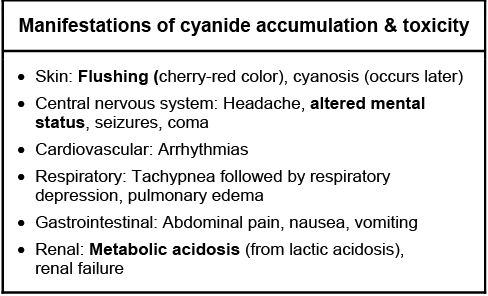 Manifestations of cyanide accumulation & toxicity
• Skin: Flushing (cherry-red color), cyanosis (occurs later)
• Central nervous system: Headache, altered mental
status, seizures, coma
• Cardiovascular: Arrhythmias
• Respiratory: Tachypnea followed by respiratory
depression, pulmonary edema
• Gastrointestinal: Abdominal pain, nausea, vomiting
• Renal: Metabolic acidosis (from lactic acidosis),
renal failure